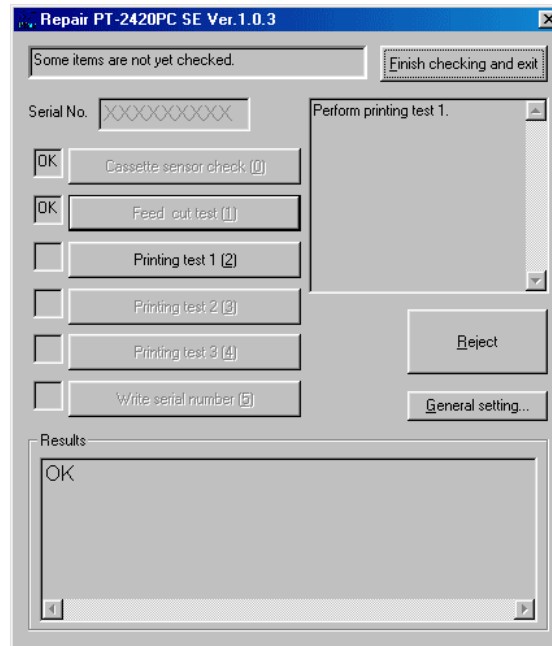 Repair PT-2420PC SE Ver.1.0.3
Some items are not yet checked.
Finish checking and exit
Serial No. XXXXXXXXX
Perform printing test 1.
OK Cassette sensor check (0)
OK Feed cut test (1)
Printing test 1 (2)
Printing test 2 (3)
Printing test 3 (4)
Reject
Write serial number (5)
General setting...
Results
OK